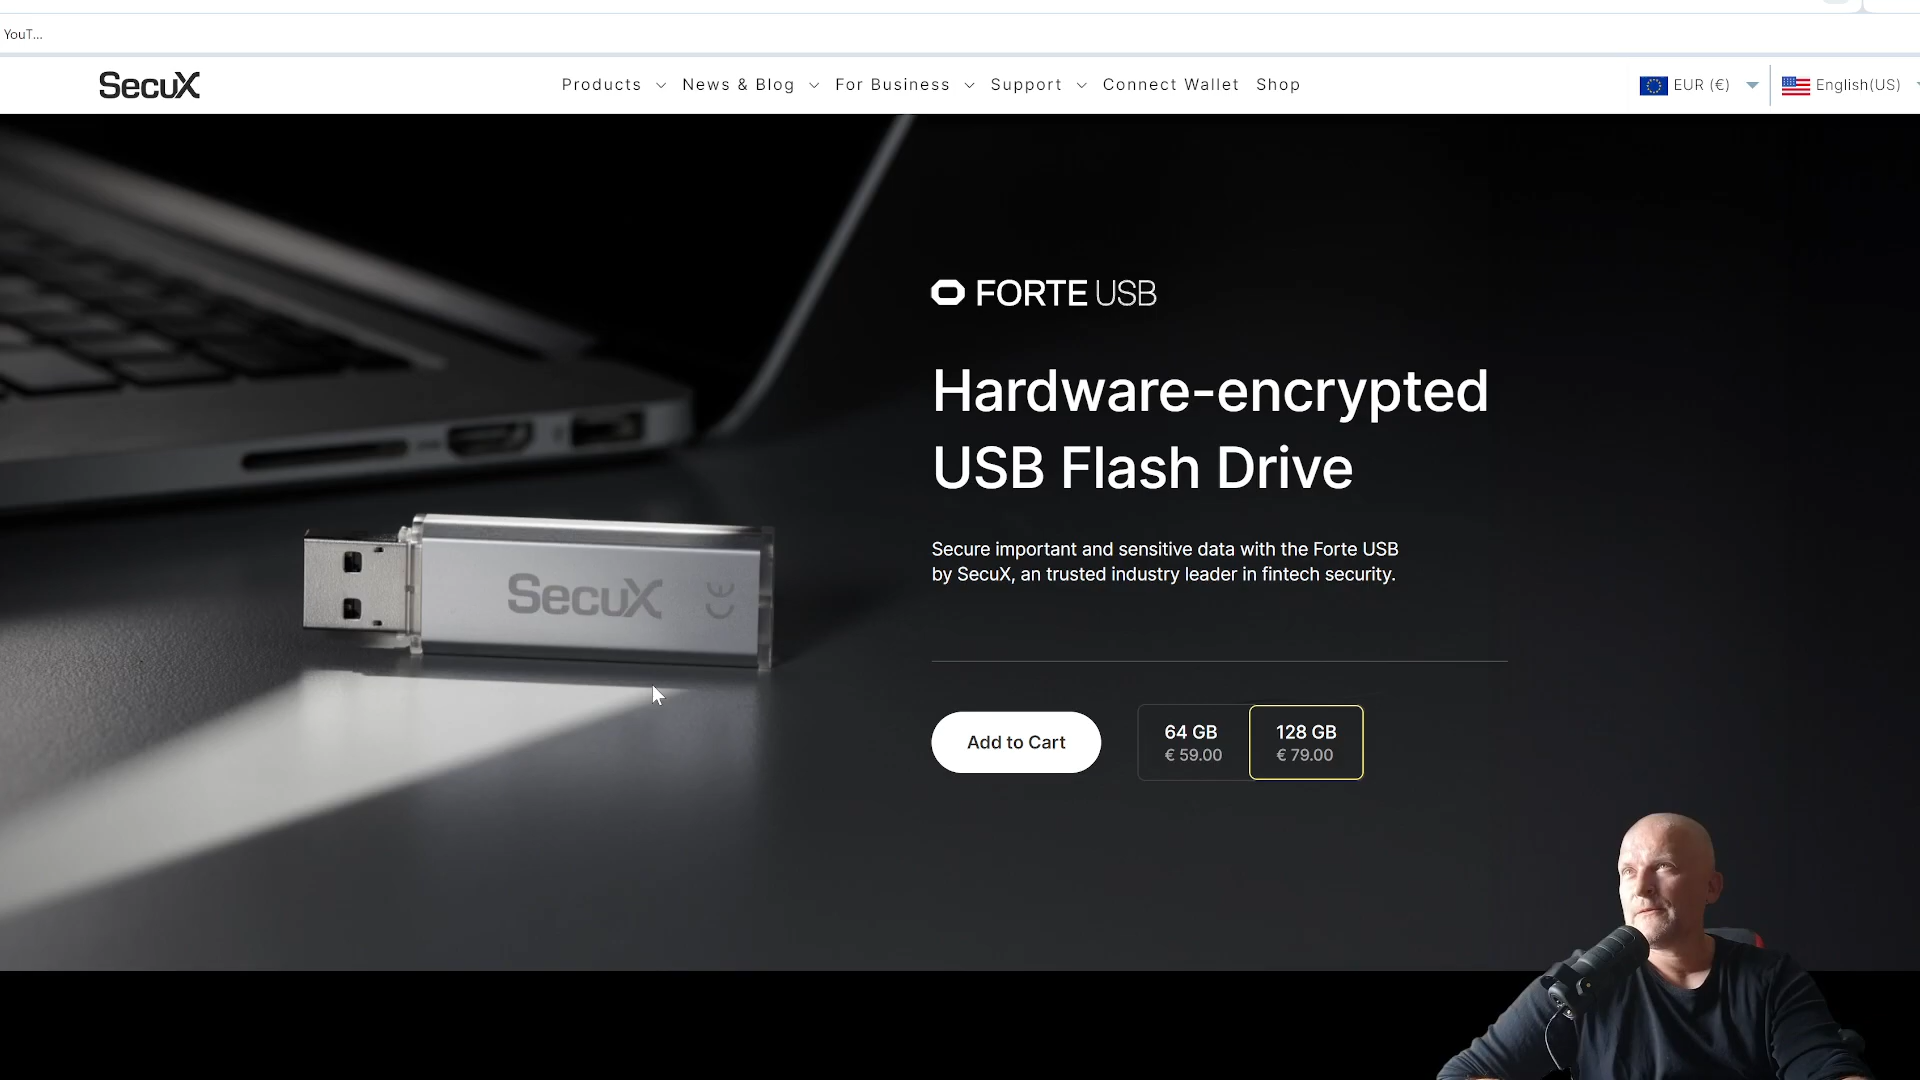 YouT...
SecuX
Products
News & Blog
For Business
Support
Connect Wallet
Shop
EUR (€)
English(US)
FORTE USB
Hardware-encrypted
USB Flash Drive
Secure important and sensitive data with the Forte USB
by SecuX, an trusted industry leader in fintech security.
SecuX CE
Add to Cart
64 GB
€ 59.00
128 GB
€ 79.00